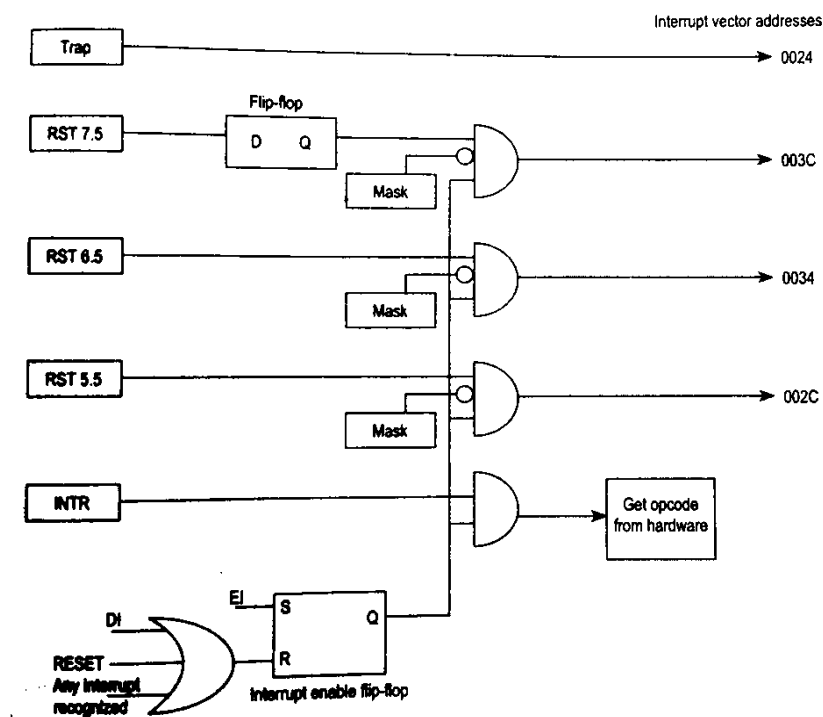 Interrupt vector addresses
Trap
0024
Flip-flop
RST 7.5
D Q
003C
Mask
RST 6.5
0034
Mask
RST 5.5
002C
Mask
INTR
Get opcode
from hardware
EI
S
Q
DI
R
RESET
Any interrupt
recognized
Interrupt enable flip-flop